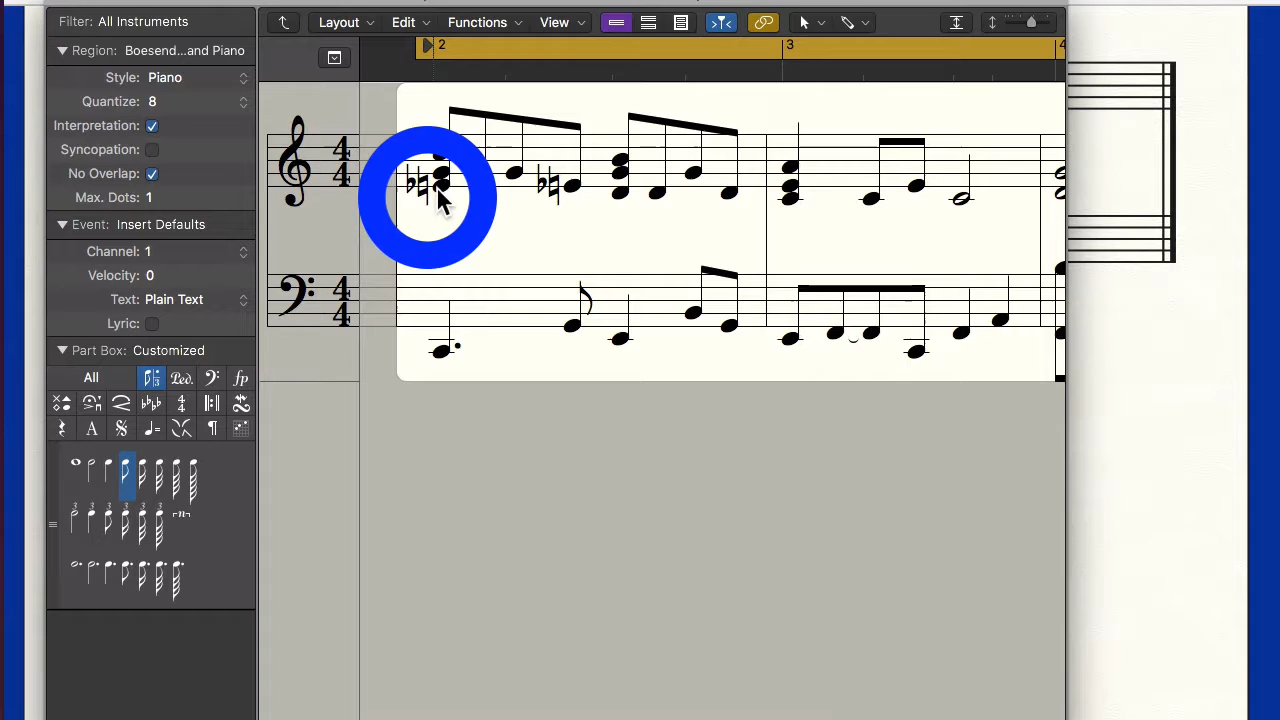 Filter: All Instruments
Layout Edit Functions View
Region: Boesend...and Piano
2 3 4
Style: Piano
Quantize: 8
Interpretation:
Syncopation:
No Overlap:
Max. Dots: 1
Event: Insert Defaults
Channel: 1
Velocity: 0
Text: Plain Text
Lyric:
Part Box: Customized
All